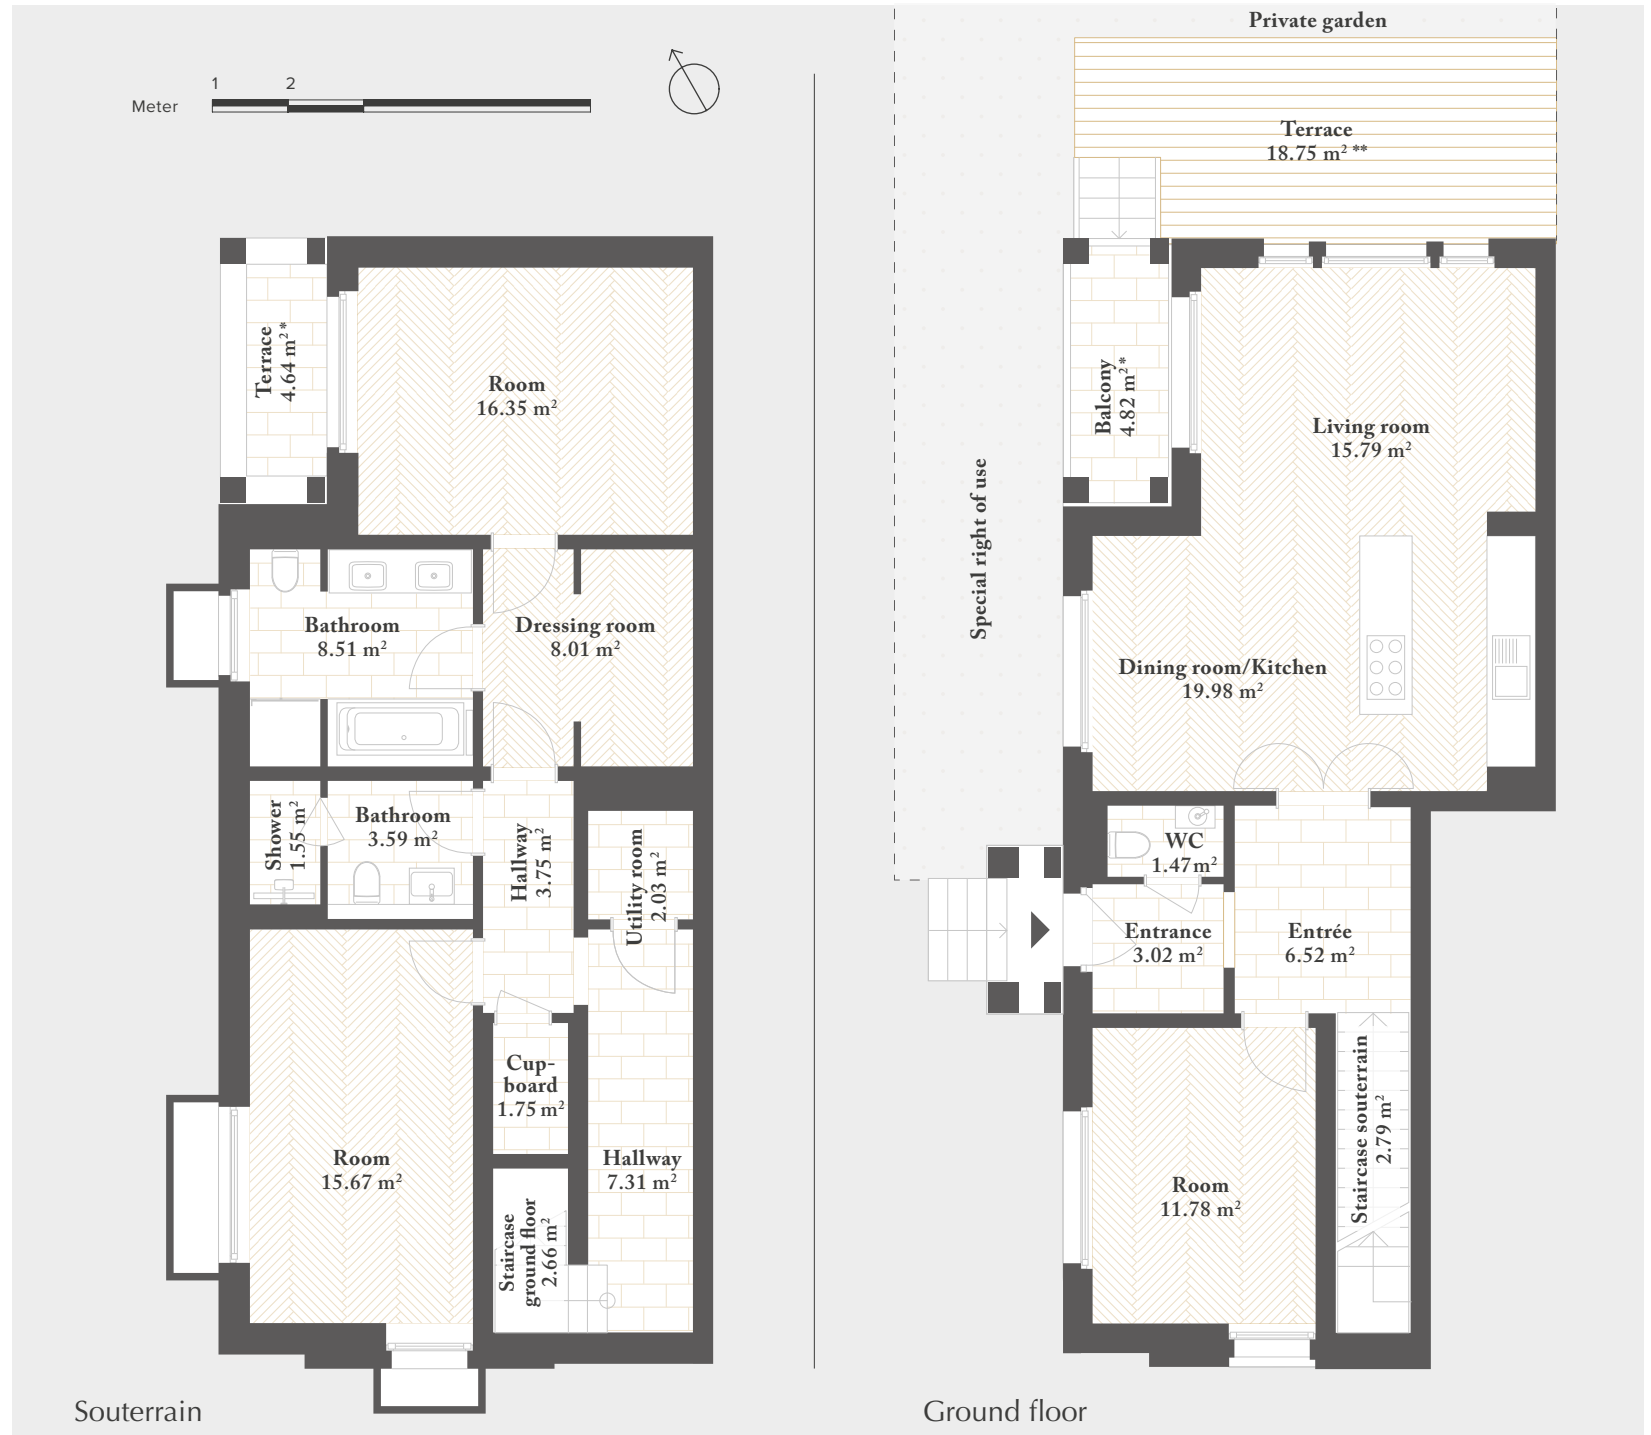 Private garden
1 2
Meter
Terrace
18.75 m² **
Terrace
4.64 m² *
Room
16.35 m²
Balcony
4.82 m² *
Living room
15.79 m²
Special right of use
Bathroom
8.51 m²
Dressing room
8.01 m²
Dining room/Kitchen
19.98 m²
Shower
1.55 m²
Bathroom
3.59 m²
Hallway
3.75 m²
Utility room
2.03 m²
WC
1.47 m²
Entrance
3.02 m²
Entrée
6.52 m²
Cup-
board
1.75 m²
Room
15.67 m²
Hallway
7.31 m²
Staircase
ground floor
2.66 m²
Room
11.78 m²
Staircase souterrain
2.79 m²
Souterrain
Ground floor